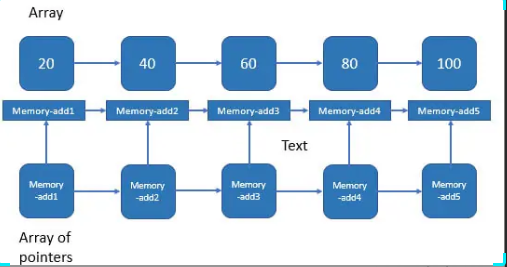 Array
20 40 60 80 100
Memory-add1 Memory-add2 Memory-add3 Memory-add4 Memory-add5
Text
Memory Memory Memory Memory Memory
-add1 -add2 -add3 -add4 -add5
Array of
pointers